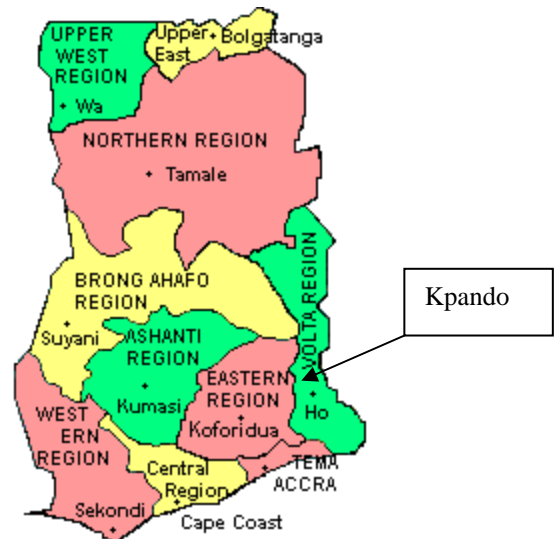 UPPER
WEST
REGION
Wa
Upper
East
Bolgatanga
NORTHERN REGION
Tamale
BRONG AHAFO
REGION
Suyani
VOLTA REGION
Kpando
ASHANTI
REGION
Kumasi
EASTERN
REGION
Koforidua
Ho
WEST
ERN
REGION
Sekondi
Central
Region
Cape Coast
TEMA
ACCRA